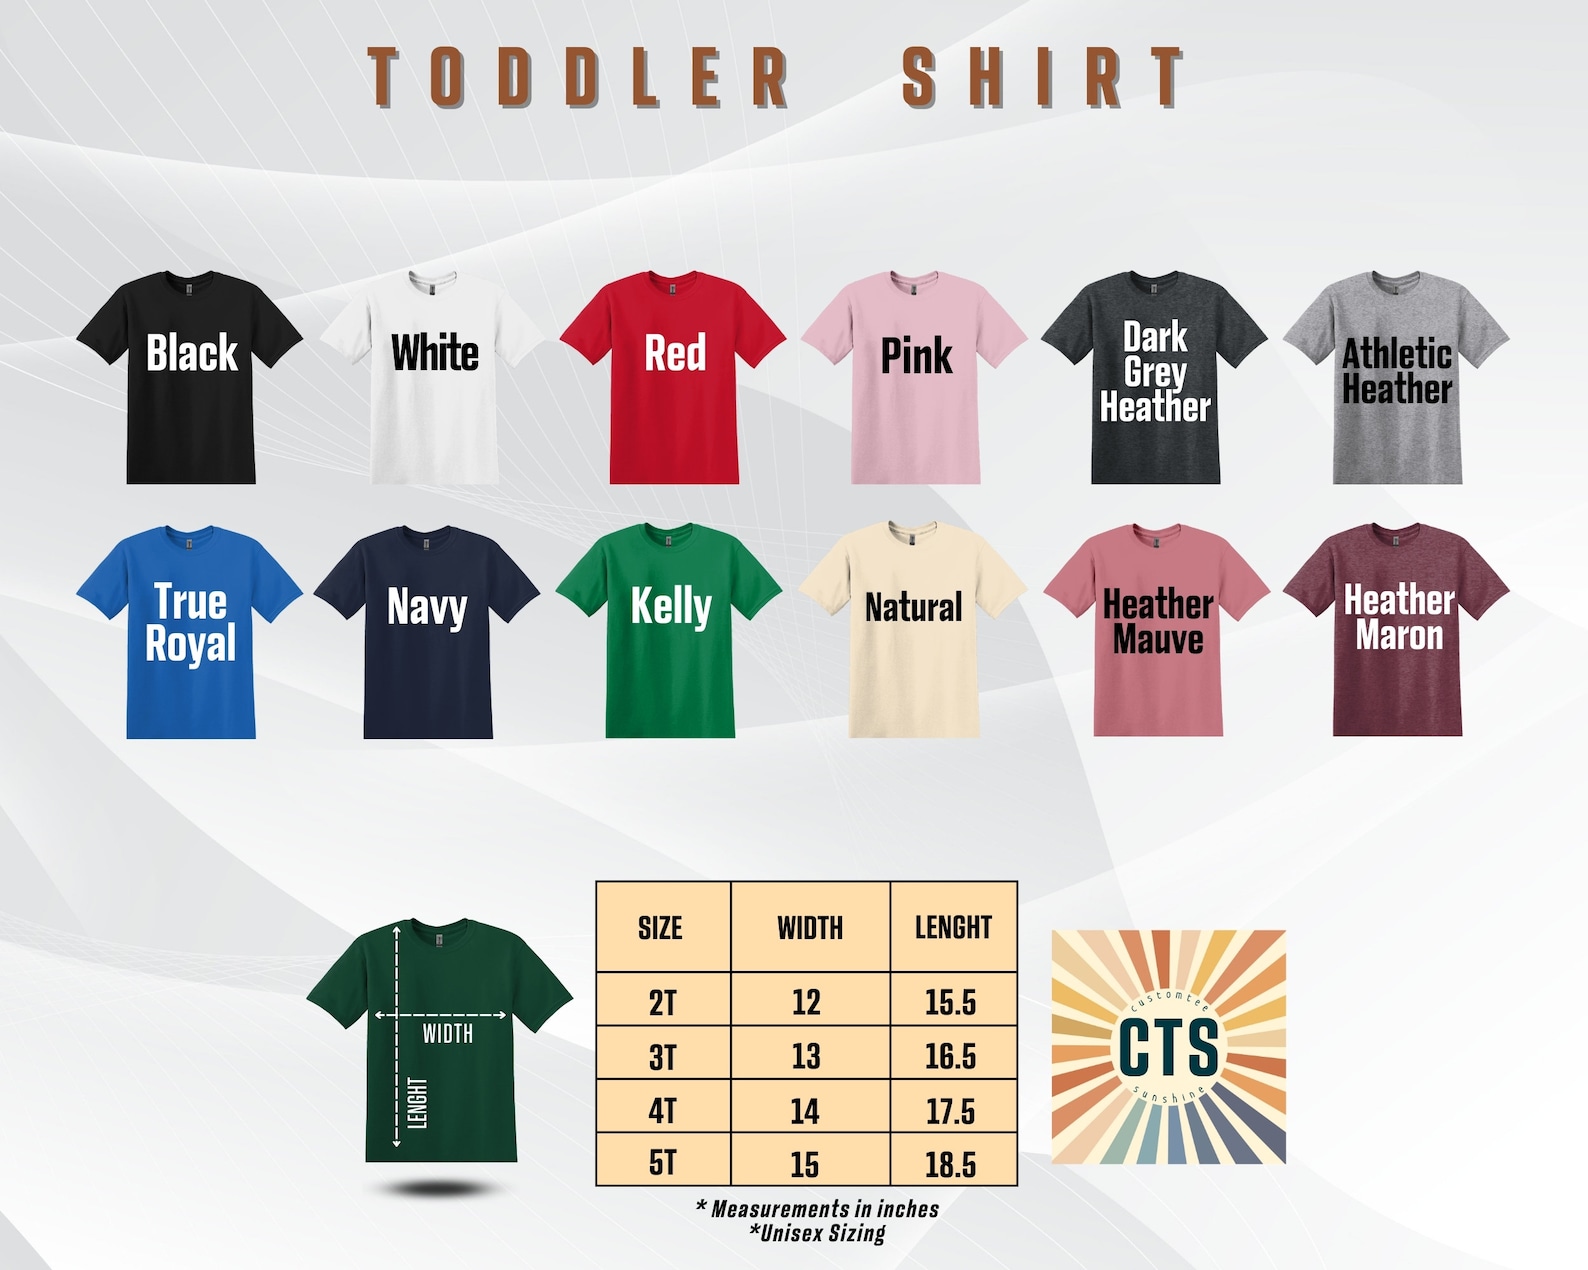 TODDLER SHIRT
Black
White
Red
Pink
Dark
Grey
Heather
Athletic
Heather
True
Royal
Navy
Kelly
Natural
Heather
Mauve
Heather
Maron
WIDTH
LENGHT
SIZE WIDTH LENGHT
2T 12 15.5
3T 13 16.5
4T 14 17.5
5T 15 18.5
* Measurements in inches
*Unisex Sizing
customtee
CTS
sunshine